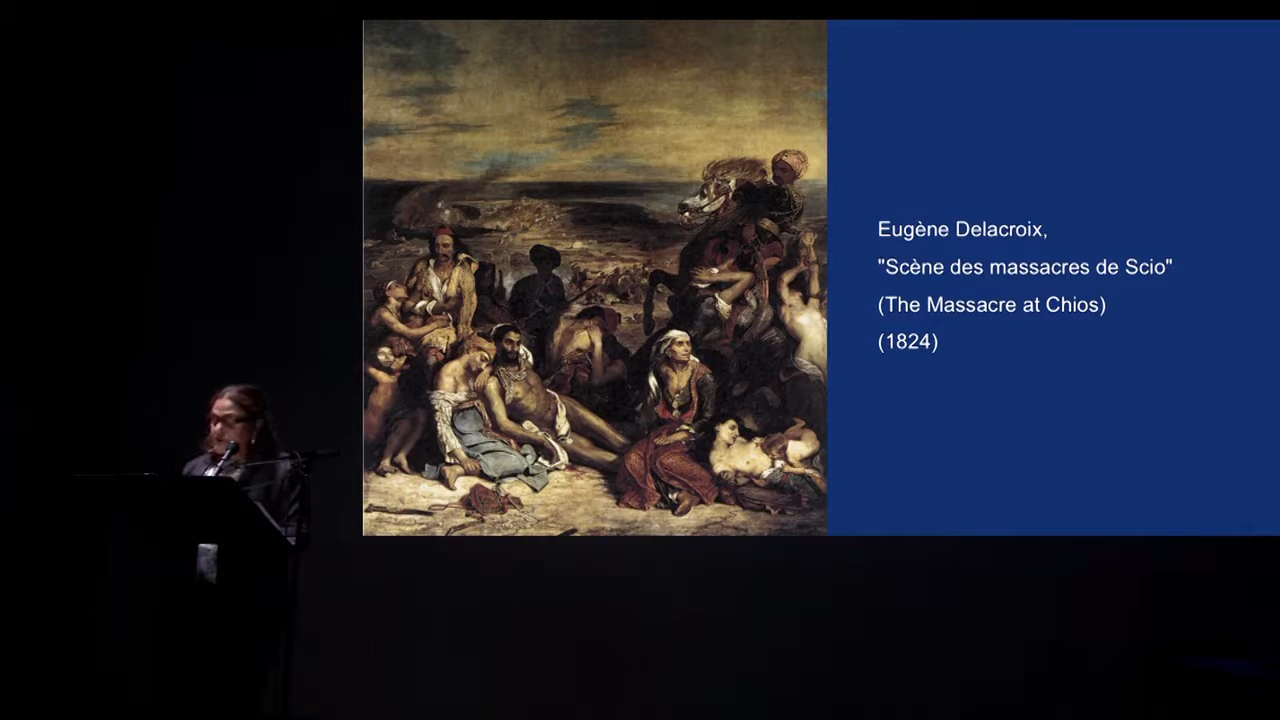 Eugène Delacroix,
"Scène des massacres de Scio"
(The Massacre at Chios)
(1824)